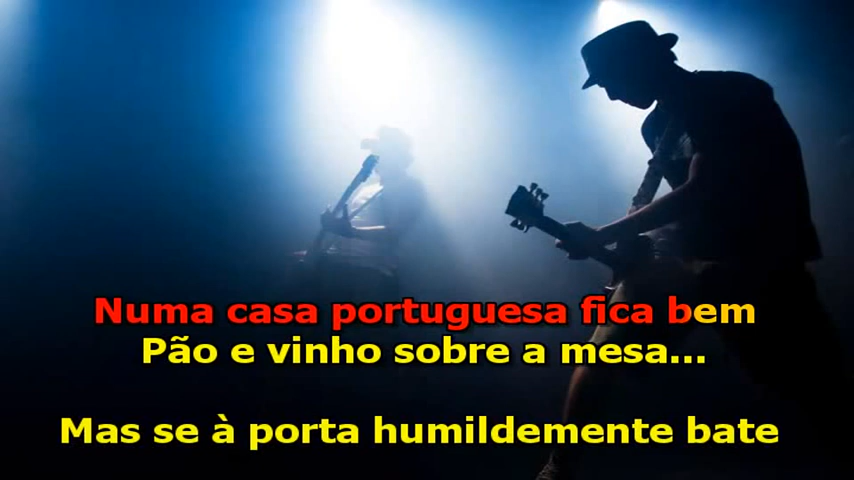 Numa casa portuguesa fica bem
Pão e vinho sobre a mesa...
Mas se à porta humildemente bate